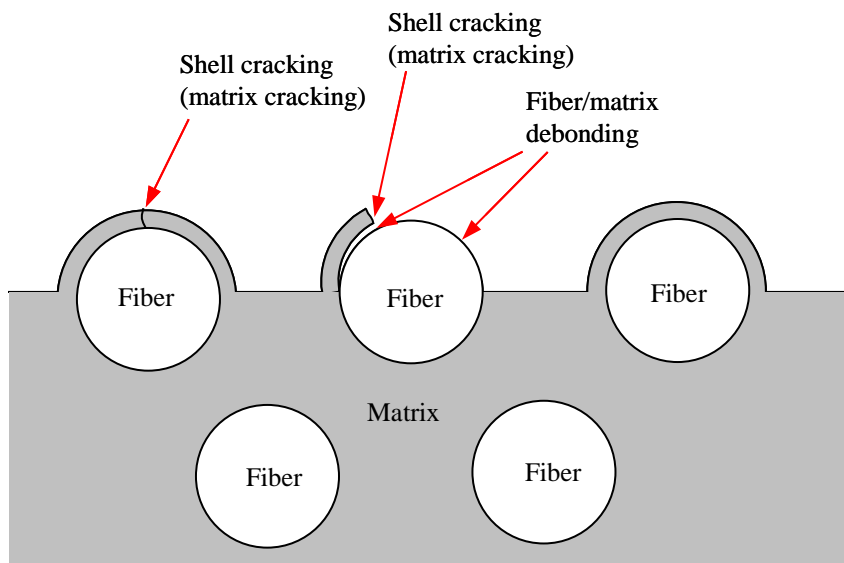 Shell cracking
(matrix cracking)
Shell cracking
(matrix cracking)
Fiber/matrix
debonding
Fiber
Fiber
Fiber
Matrix
Fiber
Fiber